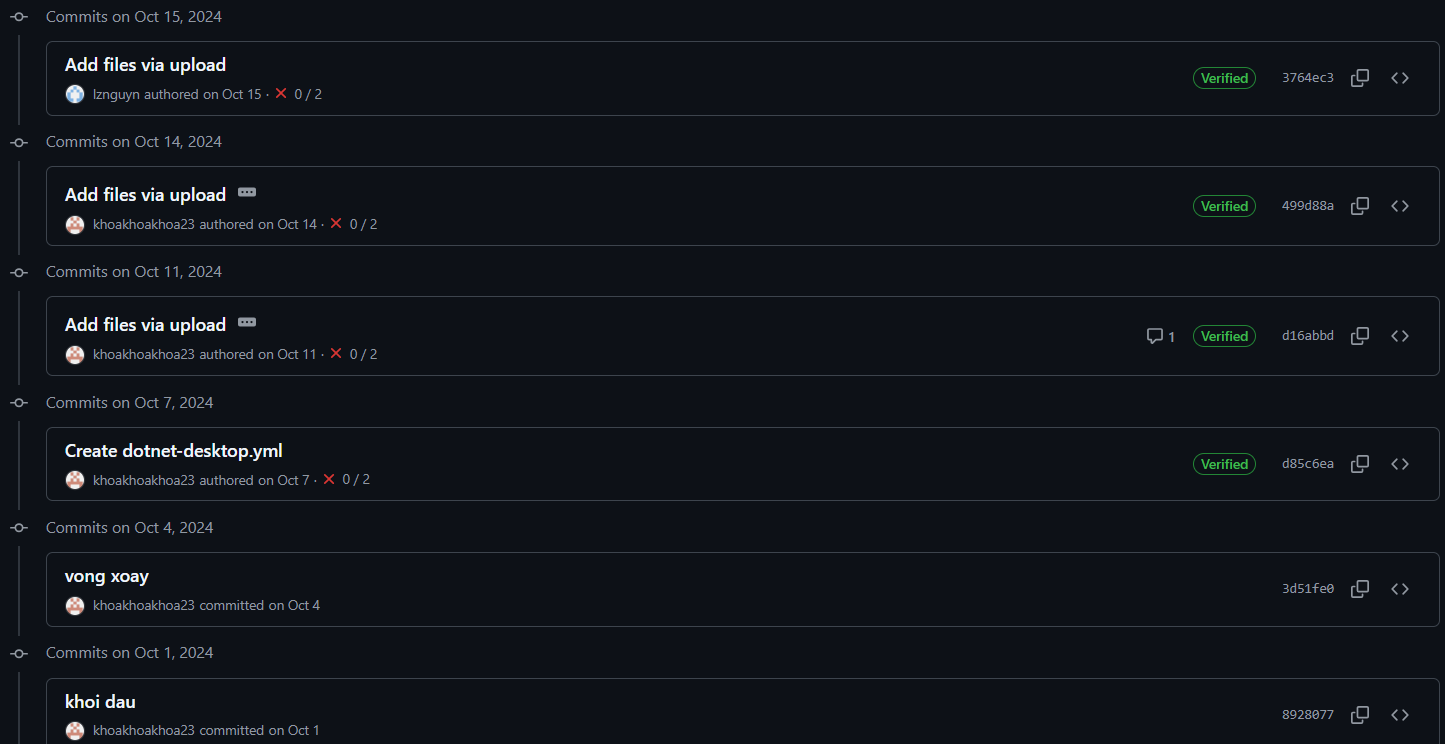 Commits on Oct 15, 2024
Add files via upload
lznguyn authored on Oct 15 · 0 / 2
Verified
3764ec3
Commits on Oct 14, 2024
Add files via upload
khoakhoakhoa23 authored on Oct 14 · 0 / 2
Verified
499d88a
Commits on Oct 11, 2024
Add files via upload
khoakhoakhoa23 authored on Oct 11 · 0 / 2
1
Verified
d16abbd
Commits on Oct 7, 2024
Create dotnet-desktop.yml
khoakhoakhoa23 authored on Oct 7 · 0 / 2
Verified
d85c6ea
Commits on Oct 4, 2024
vong xoay
khoakhoakhoa23 committed on Oct 4
3d51fe0
Commits on Oct 1, 2024
khoi dau
khoakhoakhoa23 committed on Oct 1
8928077